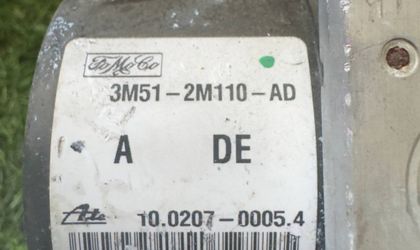 FoMoCo
3M51-2M110-AD
A DE
Ate 10.0207-0005.4